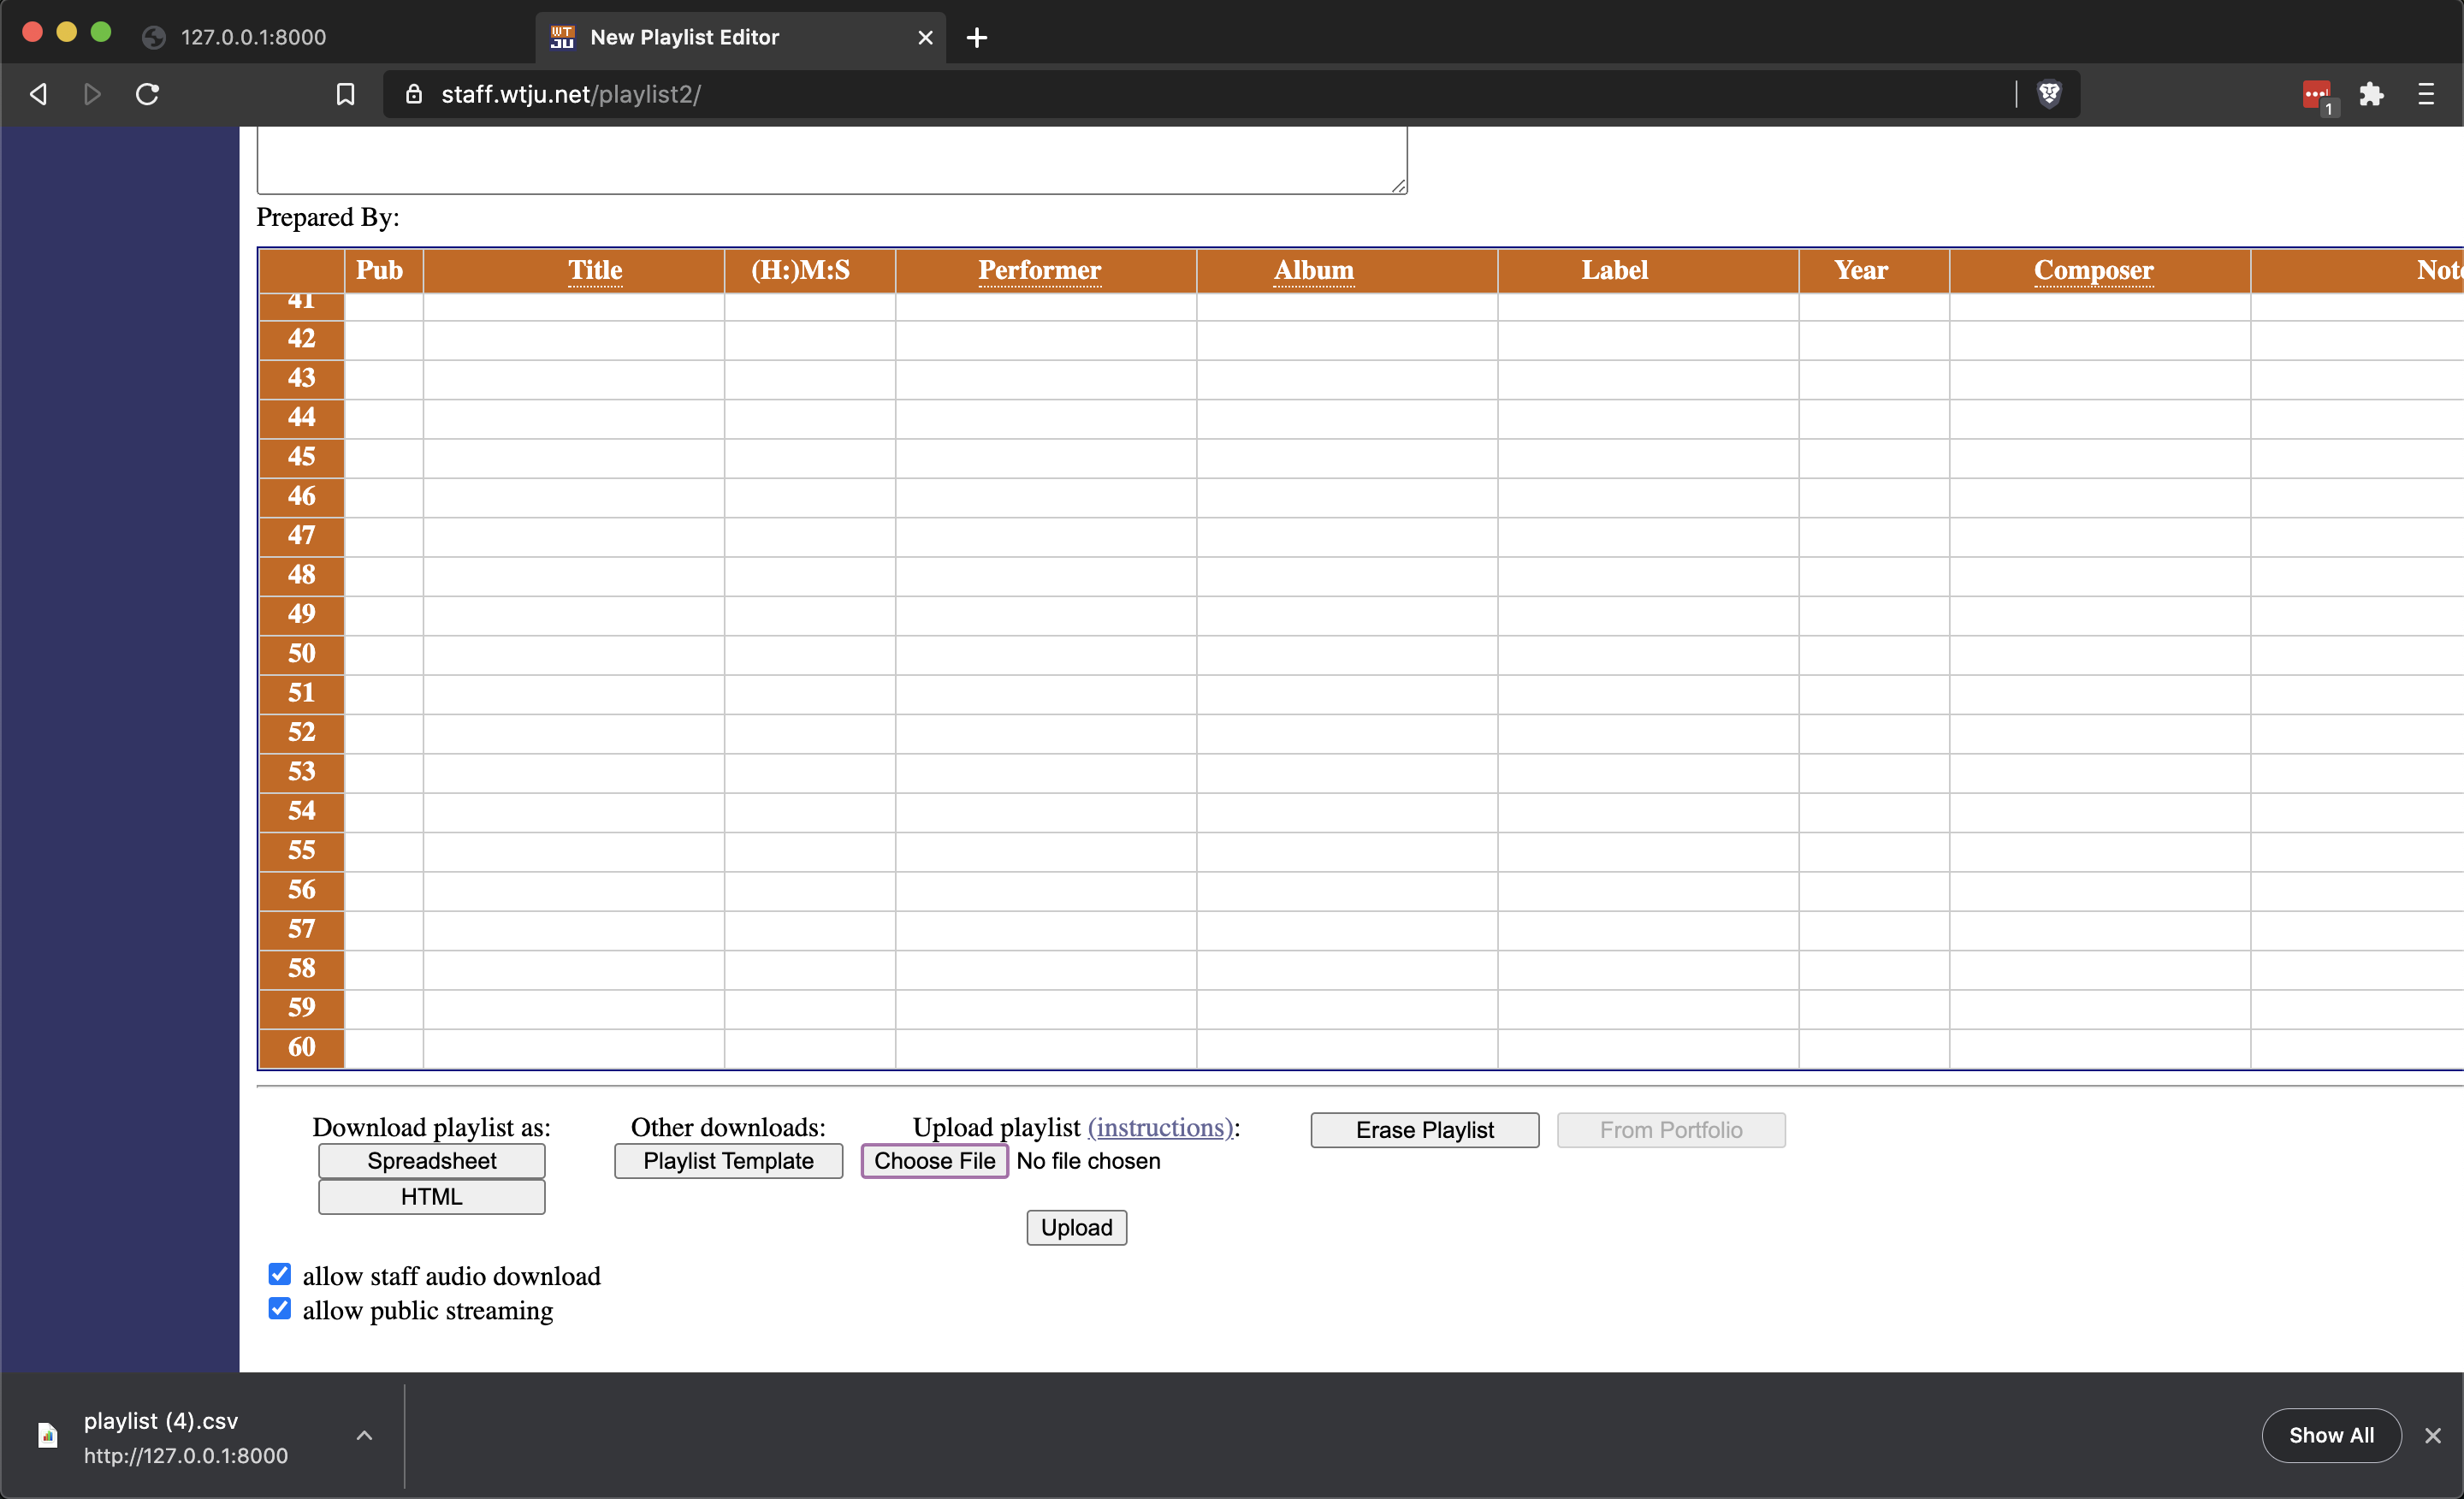 127.0.0.1:8000
WT
JU
New Playlist Editor
staff.wtju.net/playlist2/
1
Prepared By:
Pub Title (H:)M:S Performer Album Label Year Composer Not
41
42
43
44
45
46
47
48
49
50
51
52
53
54
55
56
57
58
59
60
Download playlist as: Other downloads: Upload playlist (instructions): Erase Playlist From Portfolio
Spreadsheet Playlist Template Choose File No file chosen
HTML
Upload
allow staff audio download
allow public streaming
playlist (4).csv
http://127.0.0.1:8000
Show All